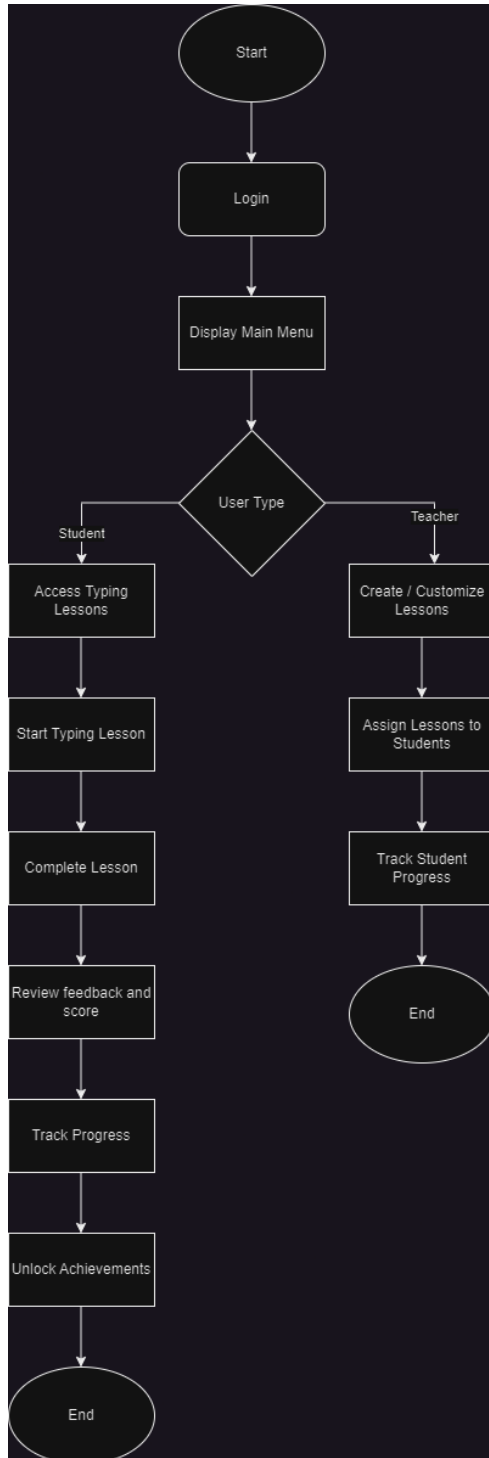 Start
Login
Display Main Menu
User Type
Student
Teacher
Access Typing
Lessons
Create / Customize
Lessons
Start Typing Lesson
Assign Lessons to
Students
Complete Lesson
Track Student
Progress
Review feedback and
score
End
Track Progress
Unlock Achievements
End